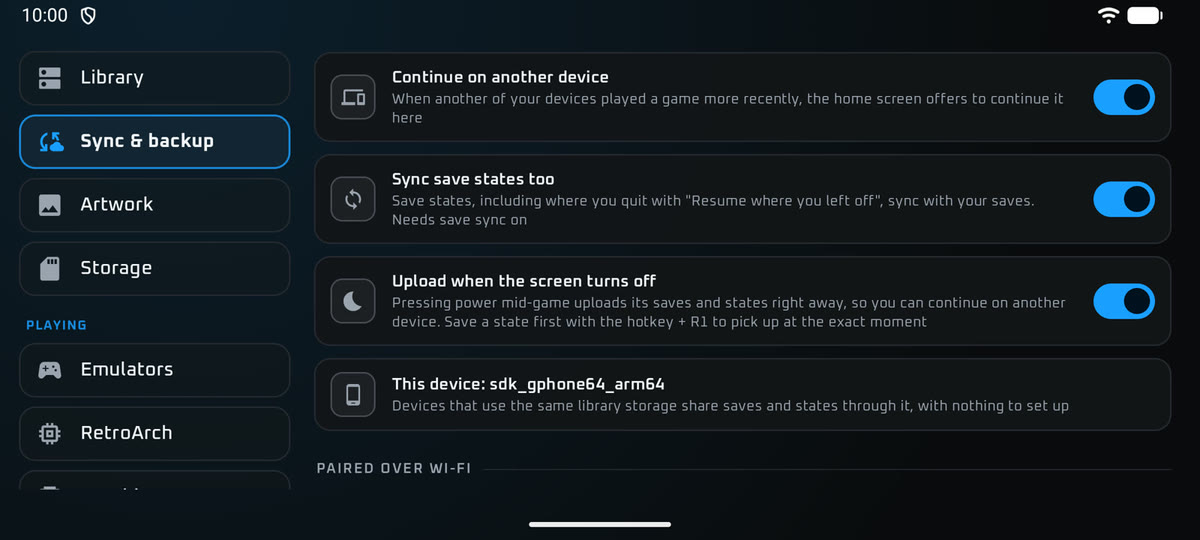 10:00
Library
Sync & backup
Artwork
Storage
PLAYING
Emulators
RetroArch
Continue on another device
When another of your devices played a game more recently, the home screen offers to continue it
here
Sync save states too
Save states, including where you quit with "Resume where you left off", sync with your saves.
Needs save sync on
Upload when the screen turns off
Pressing power mid-game uploads its saves and states right away, so you can continue on another
device. Save a state first with the hotkey + R1 to pick up at the exact moment
This device: sdk_gphone64_arm64
Devices that use the same library storage share saves and states through it, with nothing to set up
PAIRED OVER WI-FI